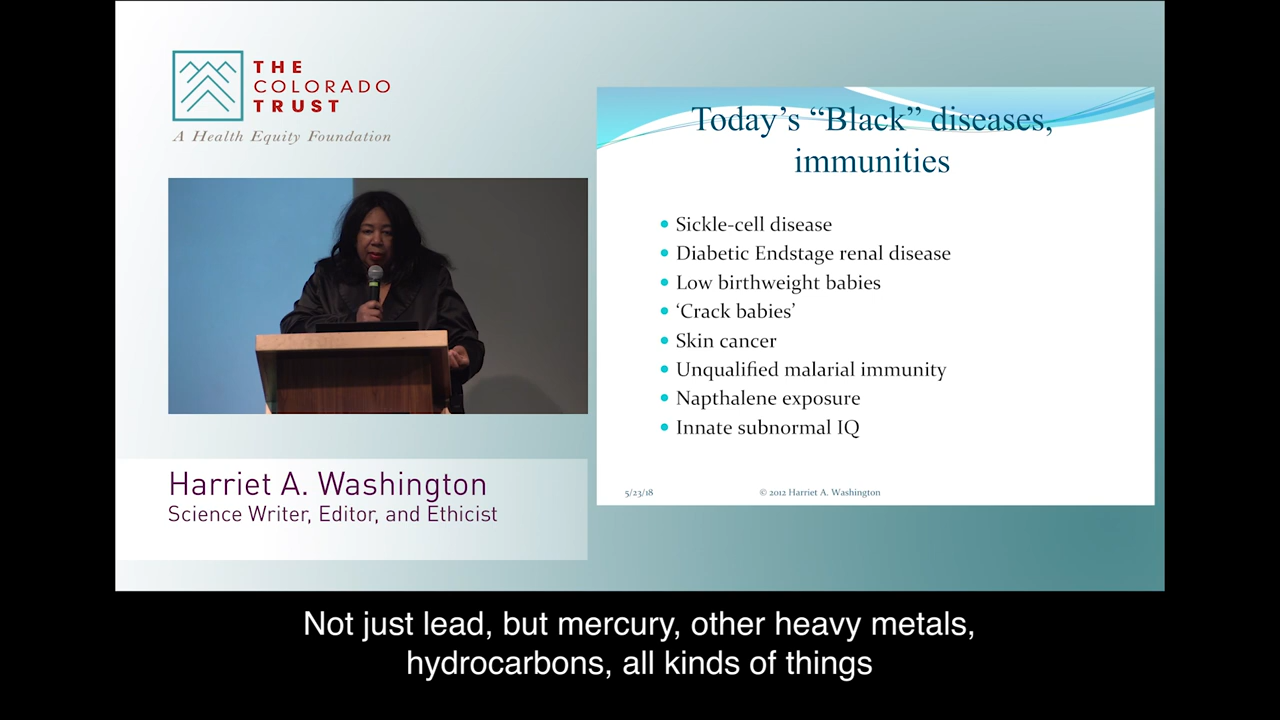 THE
COLORADO
TRUST
A Health Equity Foundation
Today's “Black” diseases,
immunities
Sickle-cell disease
Diabetic Endstage renal disease
Low birthweight babies
‘Crack babies’
Skin cancer
Unqualified malarial immunity
Napthalene exposure
Innate subnormal IQ
5/23/18
© 2012 Harriet A. Washington
Harriet A. Washington
Science Writer, Editor, and Ethicist
Not just lead, but mercury, other heavy metals,
hydrocarbons, all kinds of things